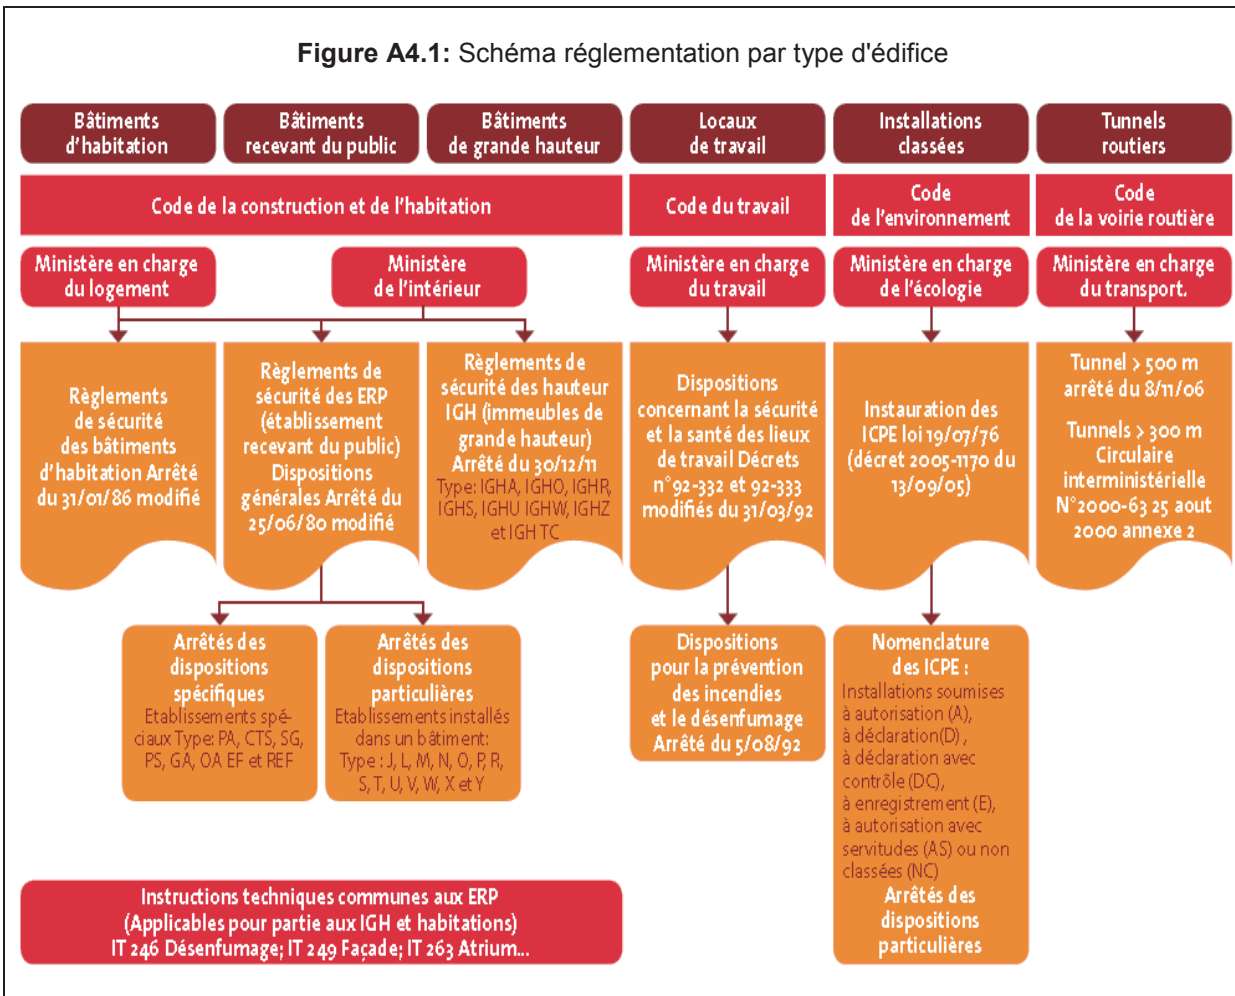 Figure A4.1: Schéma réglementation par type d'édifice
Bâtiments
d'habitation
Bâtiments
recevant du public
Bâtiments
de grande hauteur
Locaux
de travail
Installations
classées
Tunnels
routiers
Code de la construction et de l'habitation
Code du travail
Code
de l'environnement
Code
de la voirie routière
Ministère en charge
du logement
Ministère
de l'intérieur
Ministère en charge
du travail
Ministère en charge
de l'écologie
Ministère en charge
du transport.
Règlements
de sécurité
des bâtiments
d'habitation Arrêté
du 31/01/86 modifié
Règlements de
sécurité des ERP
(établissement
recevant du public)
Dispositions
générales Arrêté du
25/06/80 modifié
Règlements de
sécurité des hauteur
IGH (immeubles de
grande hauteur)
Arrêté du 30/12/11
Type: IGHA, IGHO, IGHR,
IGHS, IGHU IGHW, IGHZ
et IGH TC
Dispositions
concernant la sécurité
et la santé des lieux
de travail Décrets
n°92-332 et 92-333
modifiés du 31/03/92
Instauration des
ICPE loi 19/07/76
(décret 2005-1170 du
13/09/05)
Tunnel > 500 m
arrêté du 8/11/06
Tunnels > 300 m
Circulaire
interministérielle
N°2000-63 25 aout
2000 annexe 2
Arrêtés des
dispositions
spécifiques
Etablissements spé-
ciaux Type: PA, CTS, SG,
PS, GA, OA EF et REF
Arrêtés des
dispositions
particulières
Etablissements installés
dans un bâtiment:
Type : J, L, M, N, O, P, R,
S, T, U, V, W, X et Y
Dispositions
pour la prévention
des incendies
et le désenfumage
Arrêté du 5/08/92
Nomenclature
des ICPE :
Installations soumises
à autorisation (A),
à déclaration(D) ,
à déclaration avec
contrôle (DC),
à enregistrement (E),
à autorisation avec
servitudes (AS) ou non
classées (NC)
Arrêtés des
dispositions
particulières
Instructions techniques communes aux ERP
(Applicables pour partie aux IGH et habitations)
IT 246 Désenfumage; IT 249 Façade; IT 263 Atrium...